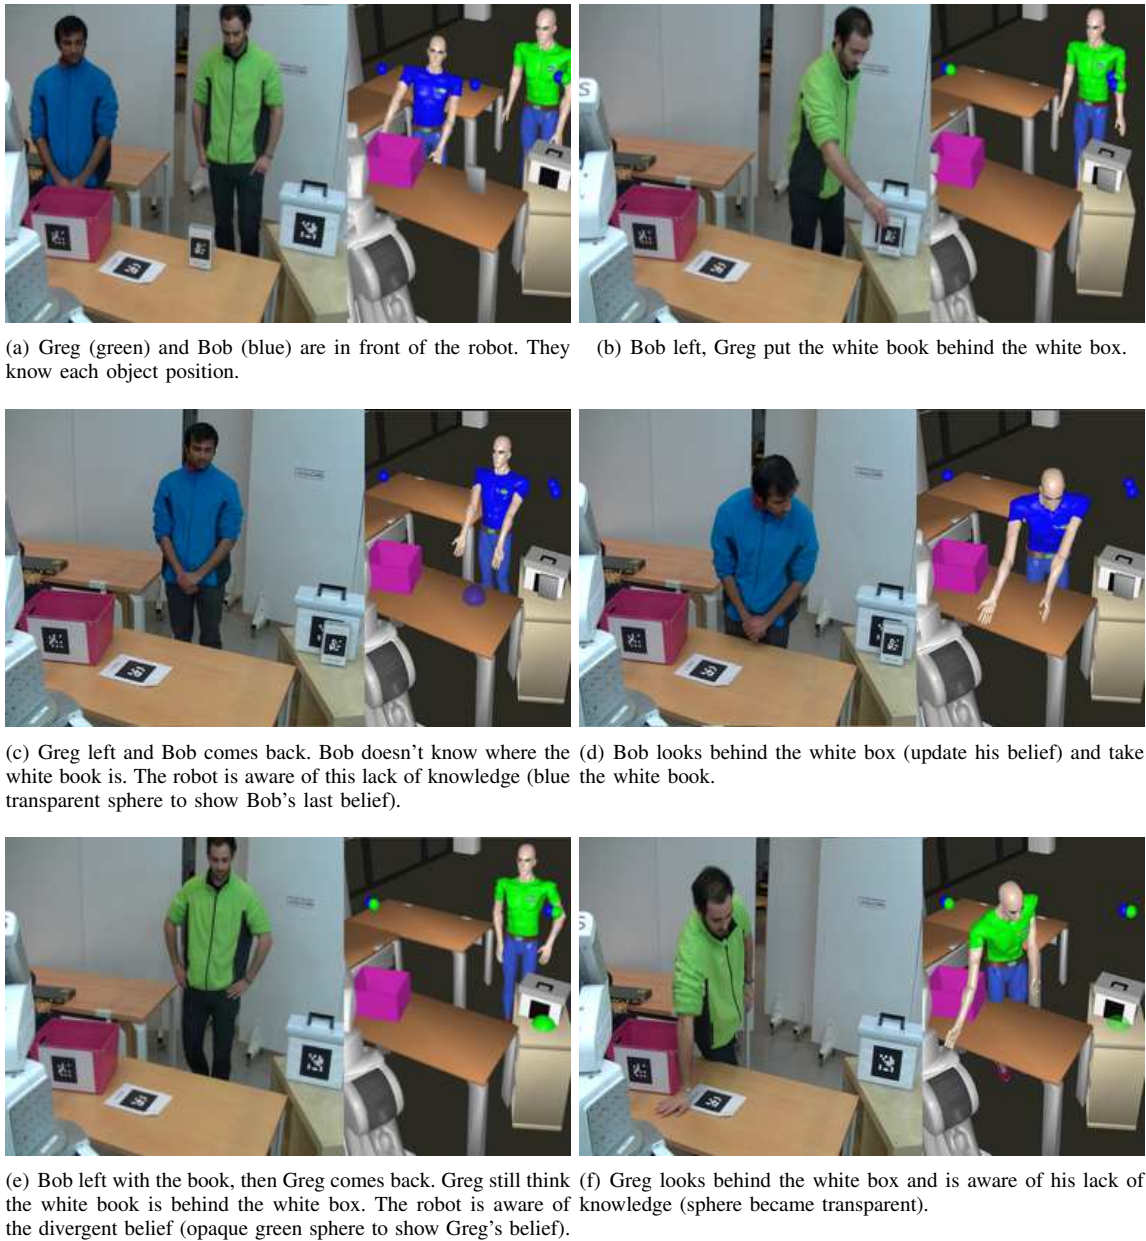 S
(a) Greg (green) and Bob (blue) are in front of the robot. They
know each object position.
(b) Bob left, Greg put the white book behind the white box.
(c) Greg left and Bob comes back. Bob doesn't know where the
white book is. The robot is aware of this lack of knowledge (blue
transparent sphere to show Bob's last belief).
(d) Bob looks behind the white box (update his belief) and take
the white book.
(e) Bob left with the book, then Greg comes back. Greg still think
the white book is behind the white box. The robot is aware of
the divergent belief (opaque green sphere to show Greg's belief).
(f) Greg looks behind the white box and is aware of his lack of
knowledge (sphere became transparent).